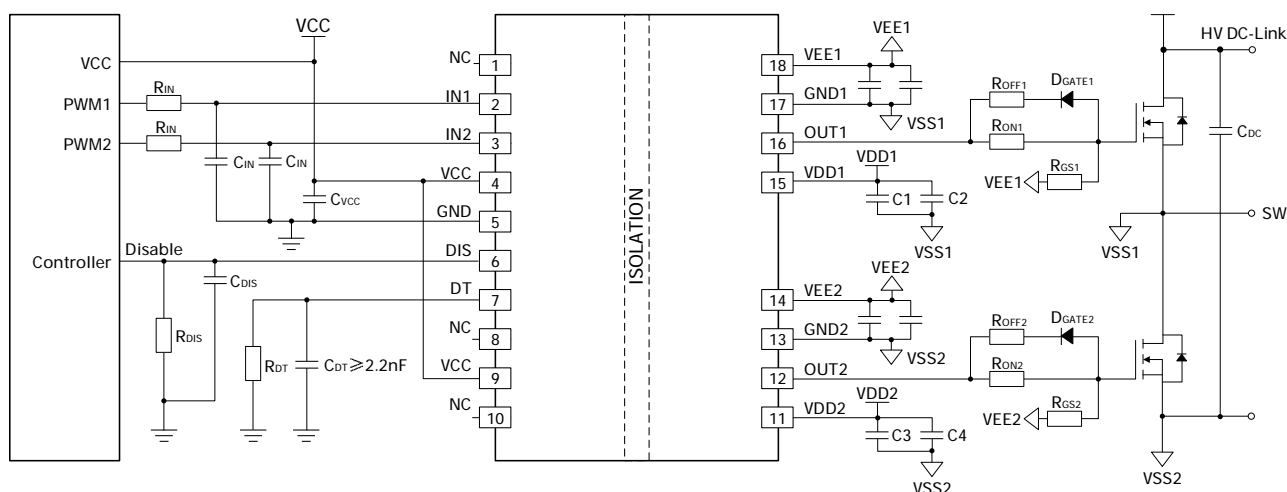 VCC
VEE1
HV DC-Link
VCC
NC
1
18
VEE1
VEE1
PWM1
RIN
IN1
2
17
GND1
VSS1
ROFF1
DGATE1
PWM2
RIN
IN2
3
16
OUT1
RON1
CDC
CIN
CIN
VCC
4
15
VDD1
VDD1
VEE1
RGS1
CVCC
C1
C2
GND
5
VSS1
VSS1
SW
Controller
Disable
DIS
6
ISOLATION
VEE2
CDIS
DT
7
14
VEE2
RDIS
RDT
CDT≥2.2nF
NC
8
13
GND2
VSS2
ROFF2
DGATE2
VCC
9
12
OUT2
RON2
NC
10
11
VDD2
VDD2
VEE2
RGS2
C3
C4
VSS2
VSS2